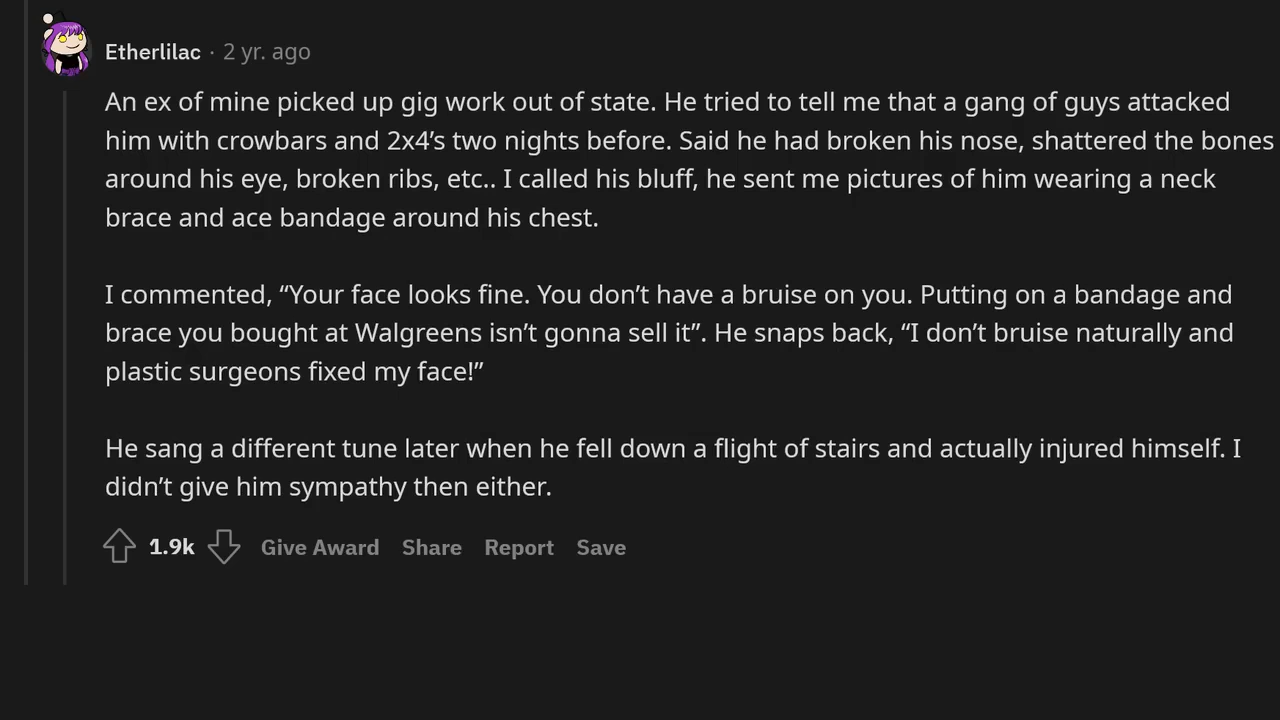 Etherlilac · 2 yr. ago
An ex of mine picked up gig work out of state. He tried to tell me that a gang of guys attacked
him with crowbars and 2x4’s two nights before. Said he had broken his nose, shattered the bones
around his eye, broken ribs, etc.. I called his bluff, he sent me pictures of him wearing a neck
brace and ace bandage around his chest.
I commented, “Your face looks fine. You don’t have a bruise on you. Putting on a bandage and
brace you bought at Walgreens isn’t gonna sell it”. He snaps back, “I don’t bruise naturally and
plastic surgeons fixed my face!”
He sang a different tune later when he fell down a flight of stairs and actually injured himself. I
didn’t give him sympathy then either.
1.9k Give Award Share Report Save